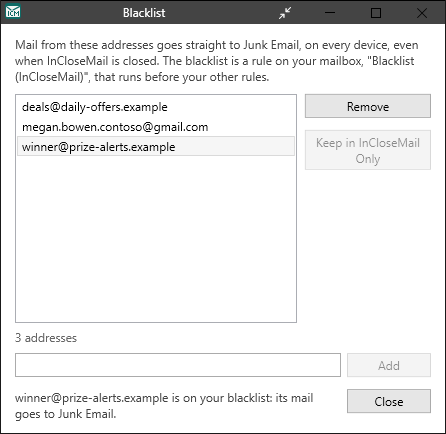 ICM
Blacklist
Mail from these addresses goes straight to Junk Email, on every device, even
when InCloseMail is closed. The blacklist is a rule on your mailbox, "Blacklist
(InCloseMail)", that runs before your other rules.
deals@daily-offers.example
megan.bowen.contoso@gmail.com
winner@prize-alerts.example
Remove
Keep in InCloseMail
Only
3 addresses
Add
winner@prize-alerts.example is on your blacklist: its mail
goes to Junk Email.
Close